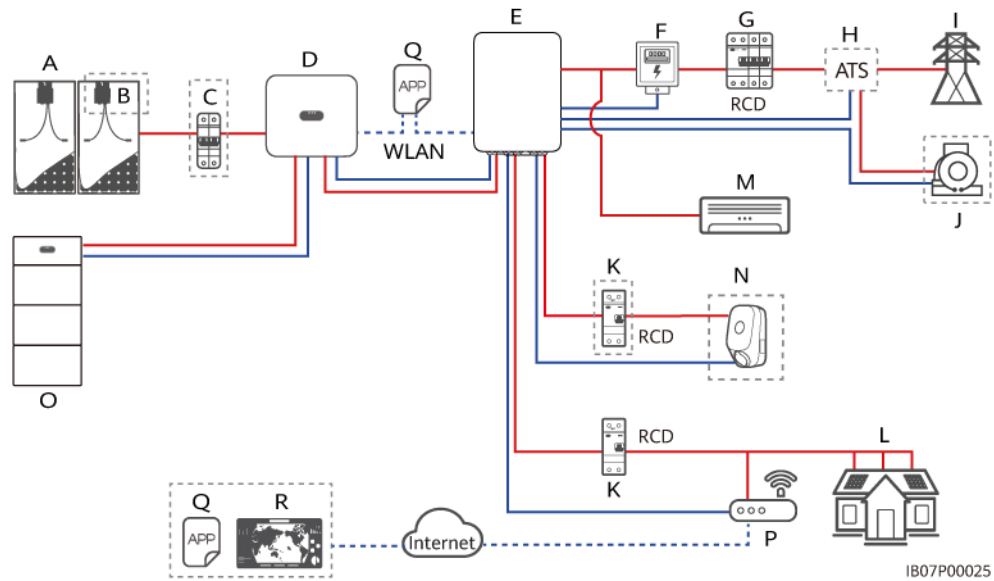 A
B
C
D
Q
APP
WLAN
E
F
G
RCD
H
ATS
I
J
M
K
RCD
N
O
K
RCD
L
P
Q
APP
R
Internet
IB07P00025